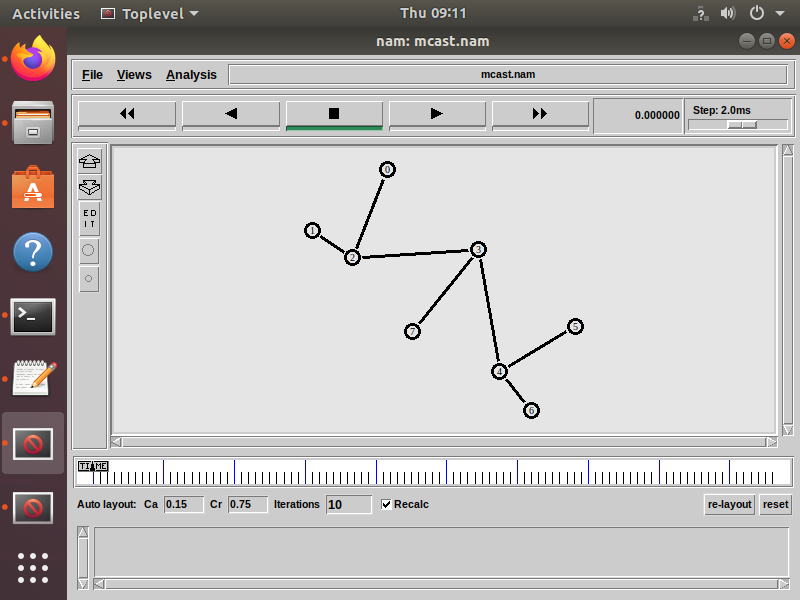 Activities Toplevel Thu 09:11
nam: mcast.nam
File Views Analysis mcast.nam
0.000000 Step: 2.0ms
ED
IT
0
1
2
3
7
5
4
6
TIME
Auto layout: Ca 0.15 Cr 0.75 Iterations 10 Recalc re-layout reset